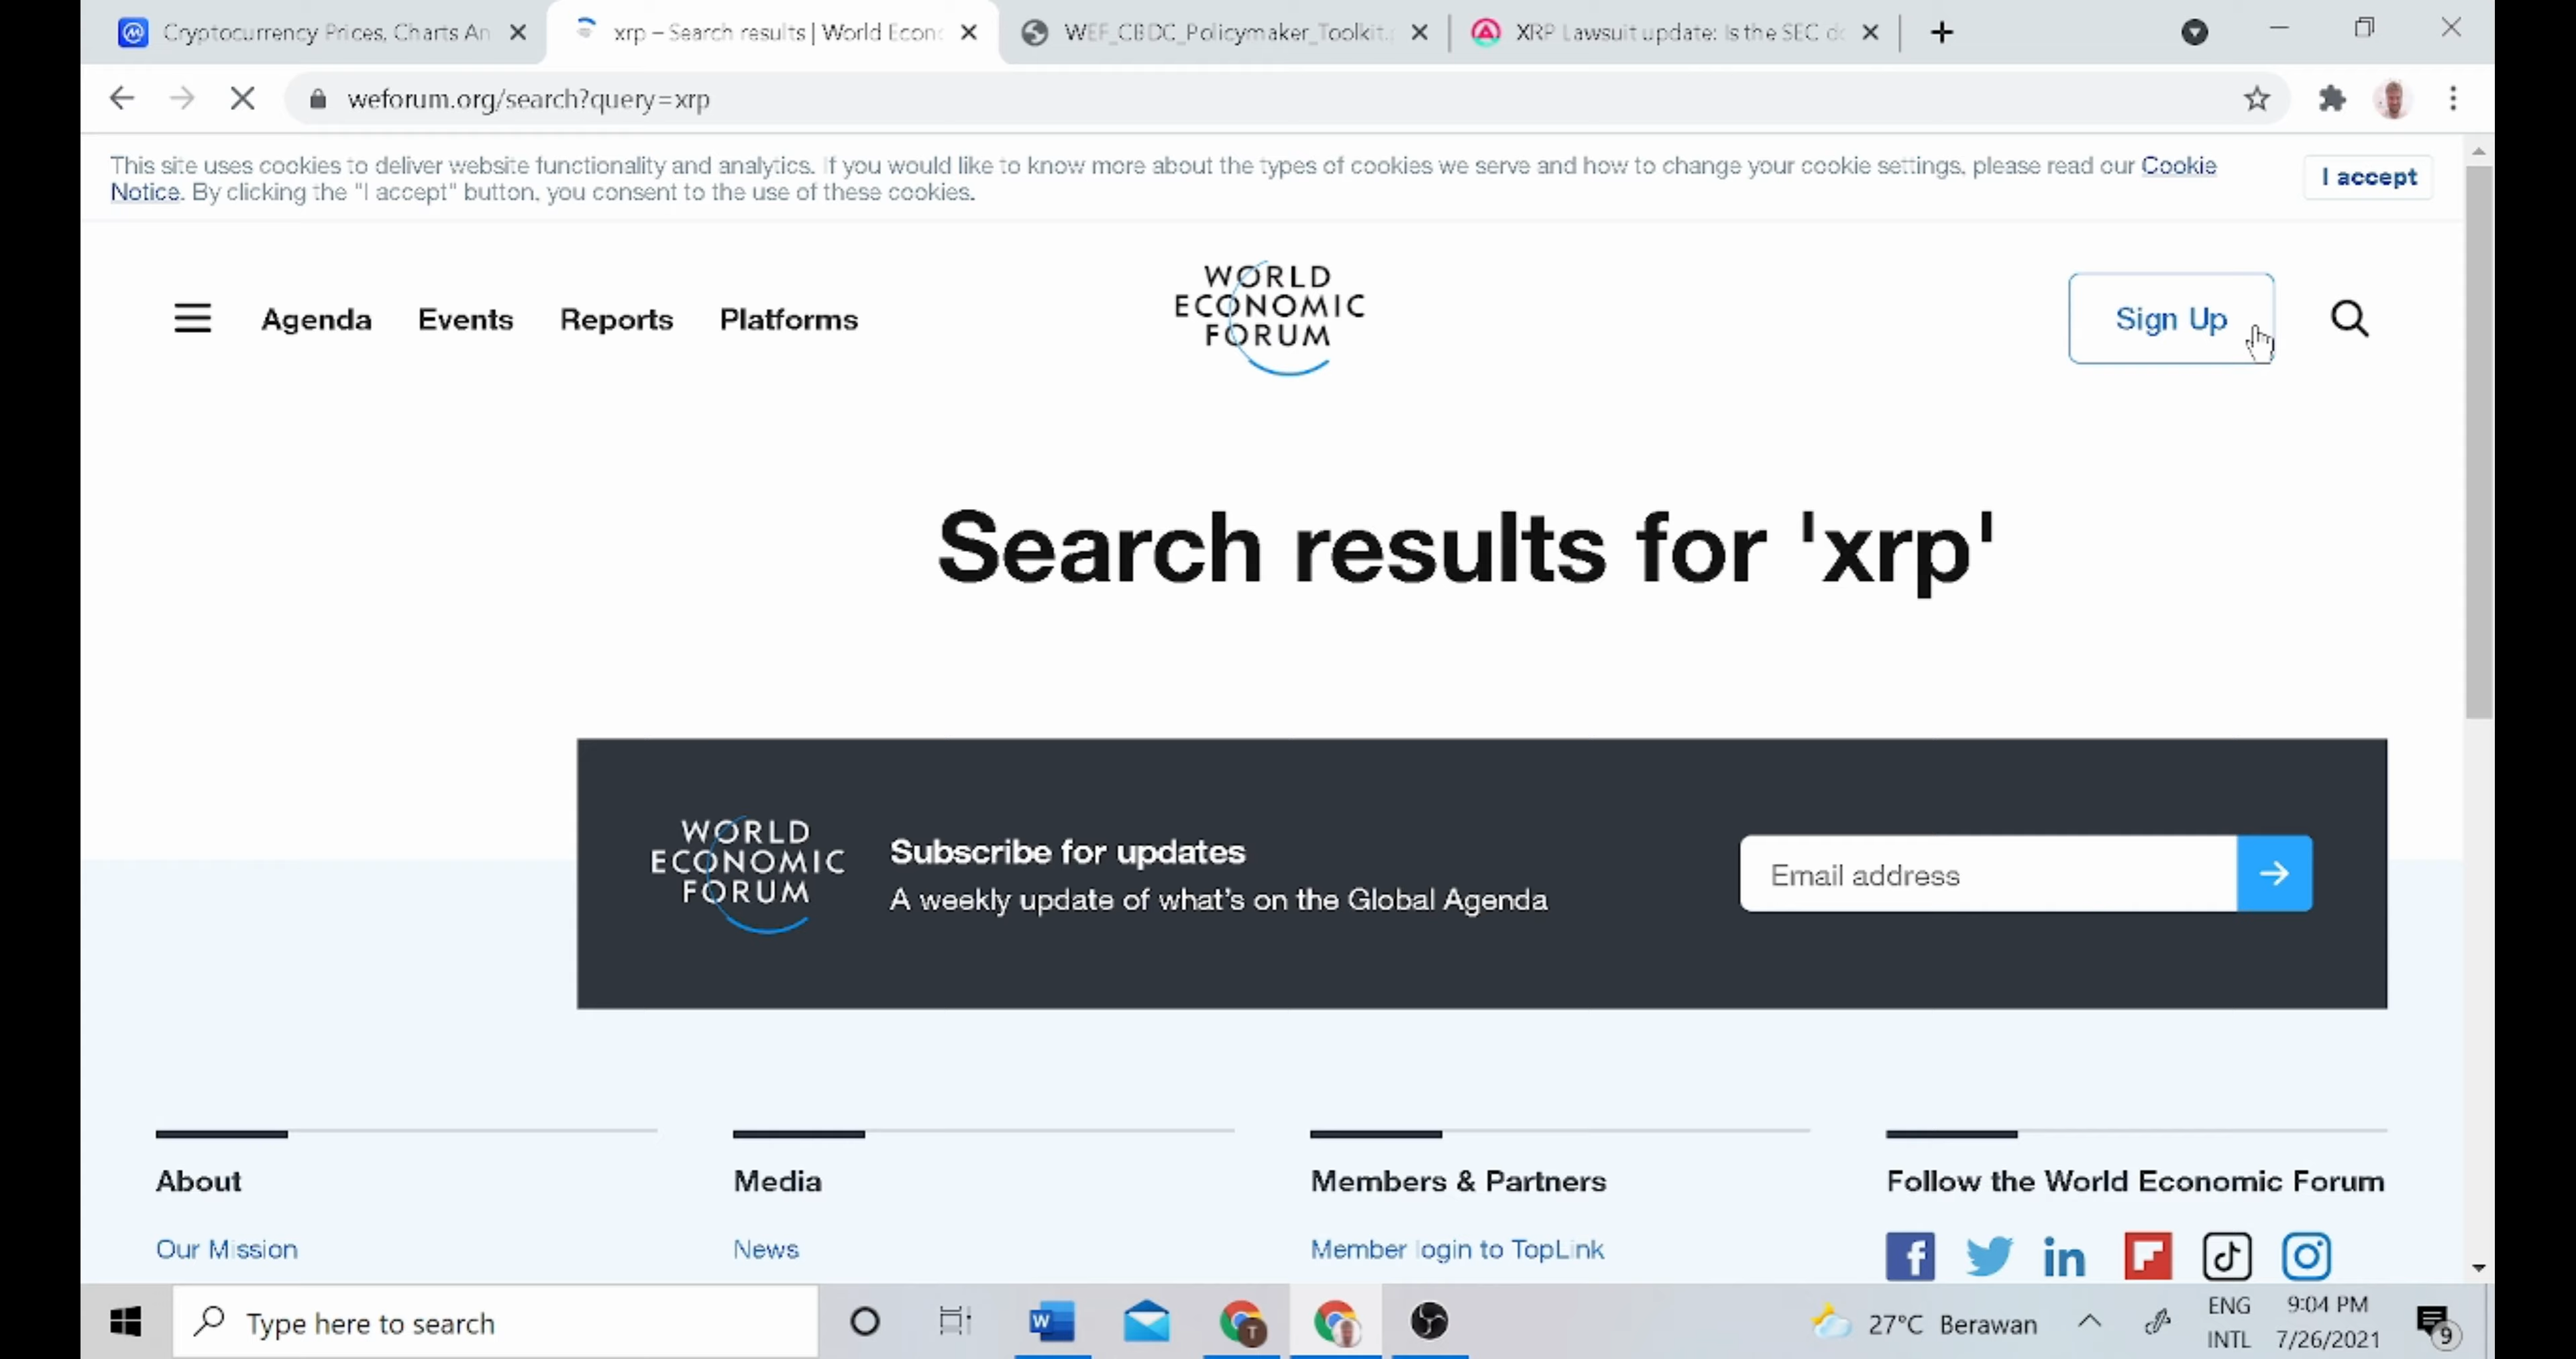 Cryptocurrency Prices, Charts An
xrp – Search results | World Econo
WEF_CBDC_Policymaker_Toolkit.
XRP Lawsuit update: Is the SEC do
weforum.org/search?query=xrp
This site uses cookies to deliver website functionality and analytics. If you would like to know more about the types of cookies we serve and how to change your cookie settings, please read our Cookie
Notice. By clicking the "I accept" button, you consent to the use of these cookies.
I accept
Agenda Events Reports Platforms
WORLD
ECONOMIC
FORUM
Sign Up
Search results for 'xrp'
WORLD
ECONOMIC
FORUM
Subscribe for updates
A weekly update of what's on the Global Agenda
Email address
About
Media
Members & Partners
Follow the World Economic Forum
Our Mission
News
Member login to TopLink
Type here to search
27°C Berawan
ENG
INTL
9:04 PM
7/26/2021
9